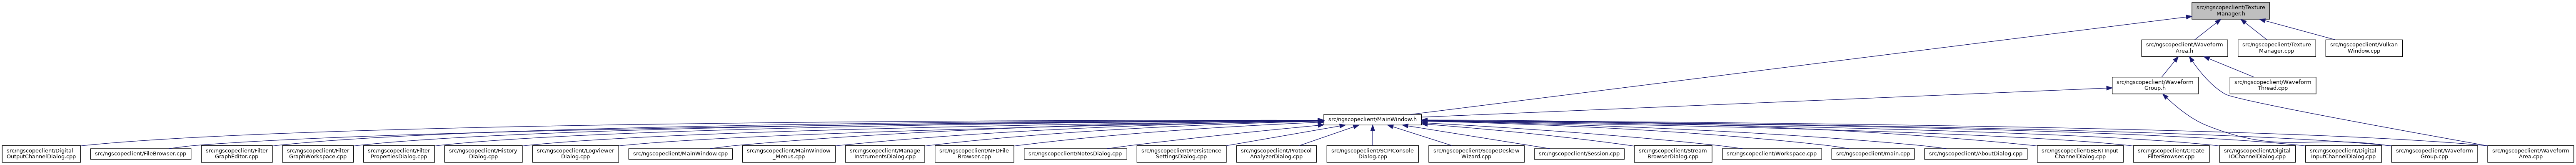 src/ngscopeclient/Texture
Manager.h
src/ngscopeclient/Waveform
Area.h
src/ngscopeclient/Texture
Manager.cpp
src/ngscopeclient/Vulkan
Window.cpp
src/ngscopeclient/Waveform
Group.h
src/ngscopeclient/Waveform
Thread.cpp
src/ngscopeclient/MainWindow.h
src/ngscopeclient/Digital
OutputChannelDialog.cpp
src/ngscopeclient/FileBrowser.cpp
src/ngscopeclient/Filter
GraphEditor.cpp
src/ngscopeclient/Filter
GraphWorkspace.cpp
src/ngscopeclient/Filter
PropertiesDialog.cpp
src/ngscopeclient/History
Dialog.cpp
src/ngscopeclient/LogViewer
Dialog.cpp
src/ngscopeclient/MainWindow.cpp
src/ngscopeclient/MainWindow
_Menus.cpp
src/ngscopeclient/Manage
InstrumentsDialog.cpp
src/ngscopeclient/NFDFile
Browser.cpp
src/ngscopeclient/NotesDialog.cpp
src/ngscopeclient/Persistence
SettingsDialog.cpp
src/ngscopeclient/Protocol
AnalyzerDialog.cpp
src/ngscopeclient/SCPIConsole
Dialog.cpp
src/ngscopeclient/ScopeDeskew
Wizard.cpp
src/ngscopeclient/Session.cpp
src/ngscopeclient/Stream
BrowserDialog.cpp
src/ngscopeclient/Workspace.cpp
src/ngscopeclient/main.cpp
src/ngscopeclient/AboutDialog.cpp
src/ngscopeclient/BERTInput
ChannelDialog.cpp
src/ngscopeclient/Create
FilterBrowser.cpp
src/ngscopeclient/Digital
IOChannelDialog.cpp
src/ngscopeclient/Digital
InputChannelDialog.cpp
src/ngscopeclient/Waveform
Group.cpp
src/ngscopeclient/Waveform
Area.cpp